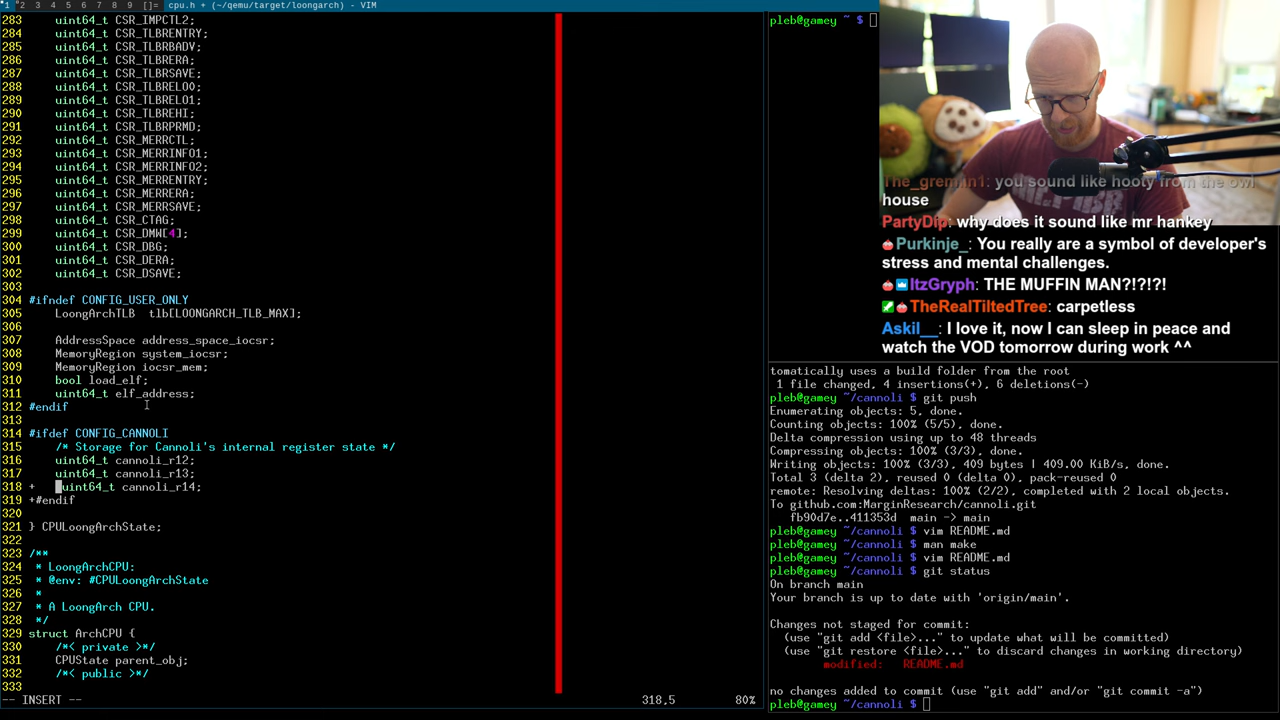 1 2 3 4 5 6 7 8 9 []= cpu.h + (~/qemu/target/loongarch) - VIM
283 uint64_t CSR_IMPCTL2;
284 uint64_t CSR_TLBRENTRY;
285 uint64_t CSR_TLBRBADV;
286 uint64_t CSR_TLBRERA;
287 uint64_t CSR_TLBRSAVE;
288 uint64_t CSR_TLBRELO0;
289 uint64_t CSR_TLBRELO1;
290 uint64_t CSR_TLBREHI;
291 uint64_t CSR_TLBRPRMD;
292 uint64_t CSR_MERRCTL;
293 uint64_t CSR_MERRINFO1;
294 uint64_t CSR_MERRINFO2;
295 uint64_t CSR_MERRENTRY;
296 uint64_t CSR_MERRERA;
297 uint64_t CSR_MERRSAVE;
298 uint64_t CSR_CTAG;
299 uint64_t CSR_DMW[4];
300 uint64_t CSR_DBG;
301 uint64_t CSR_DERA;
302 uint64_t CSR_DSAVE;
303
304 #ifndef CONFIG_USER_ONLY
305 LoongArchTLB tlb[LOONGARCH_TLB_MAX];
306
307 AddressSpace address_space_iocsr;
308 MemoryRegion system_iocsr;
309 MemoryRegion iocsr_mem;
310 bool load_elf;
311 uint64_t elf_address;
312 #endif
313
314 #ifdef CONFIG_CANNOLI
315 /* Storage for Cannoli's internal register state */
316 uint64_t cannoli_r12;
317 uint64_t cannoli_r13;
318 + uint64_t cannoli_r14;
319 +#endif
320
321 } CPULoongArchState;
322
323 /**
324 * LoongArchCPU:
325 * @env: #CPULoongArchState
326 *
327 * A LoongArch CPU.
328 */
329 struct ArchCPU {
330 /*< private >*/
331 CPUState parent_obj;
332 /*< public >*/
333
-- INSERT -- 318,5 80%
pleb@gamey ~ $
The_gremlin1: you sound like hooty from the owl
house
PartyDip: why does it sound like mr hankey
Purkinje_: You really are a symbol of developer's
stress and mental challenges.
ItzGryph: THE MUFFIN MAN?!?!?!
TheRealTiltedTree: carpetless
Askil__: I love it, now I can sleep in peace and
watch the VOD tomorrow during work ^^
tomatically uses a build folder from the root
1 file changed, 4 insertions(+), 6 deletions(-)
pleb@gamey ~/cannoli $ git push
Enumerating objects: 5, done.
Counting objects: 100% (5/5), done.
Delta compression using up to 48 threads
Compressing objects: 100% (3/3), done.
Writing objects: 100% (3/3), 409 bytes | 409.00 KiB/s, done.
Total 3 (delta 2), reused 0 (delta 0), pack-reused 0
remote: Resolving deltas: 100% (2/2), completed with 2 local objects.
To github.com:MarginResearch/cannoli.git
fb90d7e..411353d main -> main
pleb@gamey ~/cannoli $ vim README.md
pleb@gamey ~/cannoli $ man make
pleb@gamey ~/cannoli $ vim README.md
pleb@gamey ~/cannoli $ git status
On branch main
Your branch is up to date with 'origin/main'.

Changes not staged for commit:
(use "git add <file>..." to update what will be committed)
(use "git restore <file>..." to discard changes in working directory)
modified: README.md

no changes added to commit (use "git add" and/or "git commit -a")
pleb@gamey ~/cannoli $